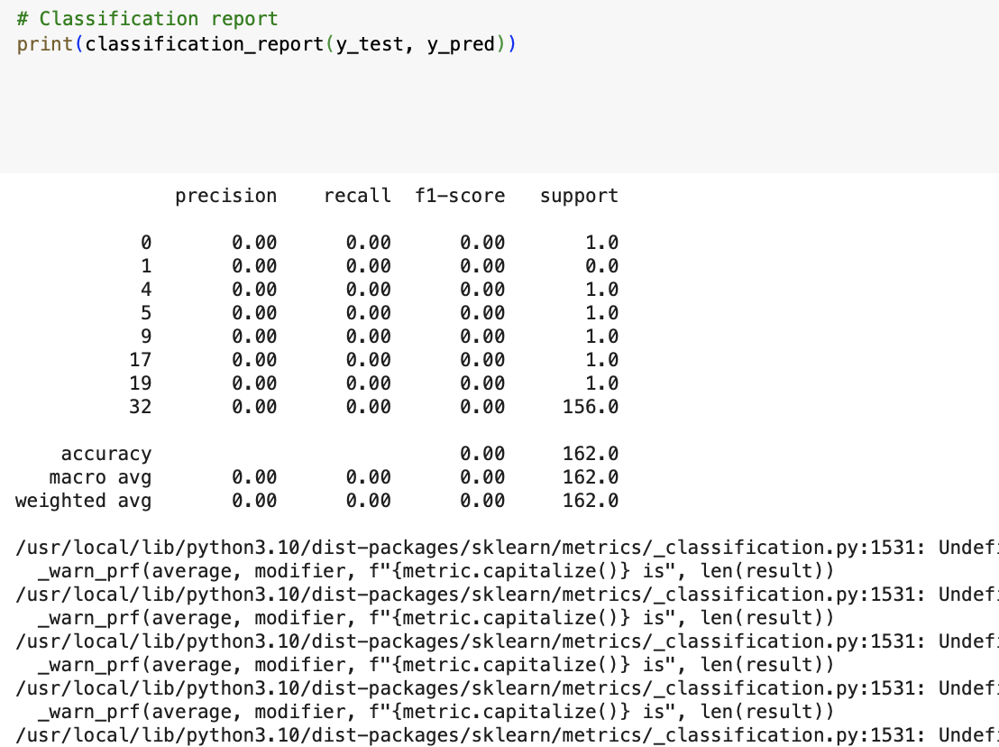 # Classification report
print(classification_report(y_test, y_pred))
precision recall f1-score support
0 0.00 0.00 0.00 1.0
1 0.00 0.00 0.00 0.0
4 0.00 0.00 0.00 1.0
5 0.00 0.00 0.00 1.0
9 0.00 0.00 0.00 1.0
17 0.00 0.00 0.00 1.0
19 0.00 0.00 0.00 1.0
32 0.00 0.00 0.00 156.0
accuracy 0.00 162.0
macro avg 0.00 0.00 0.00 162.0
weighted avg 0.00 0.00 0.00 162.0
/usr/local/lib/python3.10/dist-packages/sklearn/metrics/_classification.py:1531: Undefi
_warn_prf(average, modifier, f"{metric.capitalize()} is", len(result))
/usr/local/lib/python3.10/dist-packages/sklearn/metrics/_classification.py:1531: Undefi
_warn_prf(average, modifier, f"{metric.capitalize()} is", len(result))
/usr/local/lib/python3.10/dist-packages/sklearn/metrics/_classification.py:1531: Undefi
_warn_prf(average, modifier, f"{metric.capitalize()} is", len(result))
/usr/local/lib/python3.10/dist-packages/sklearn/metrics/_classification.py:1531: Undefi
_warn_prf(average, modifier, f"{metric.capitalize()} is", len(result))
/usr/local/lib/python3.10/dist-packages/sklearn/metrics/_classification.py:1531: Undefi